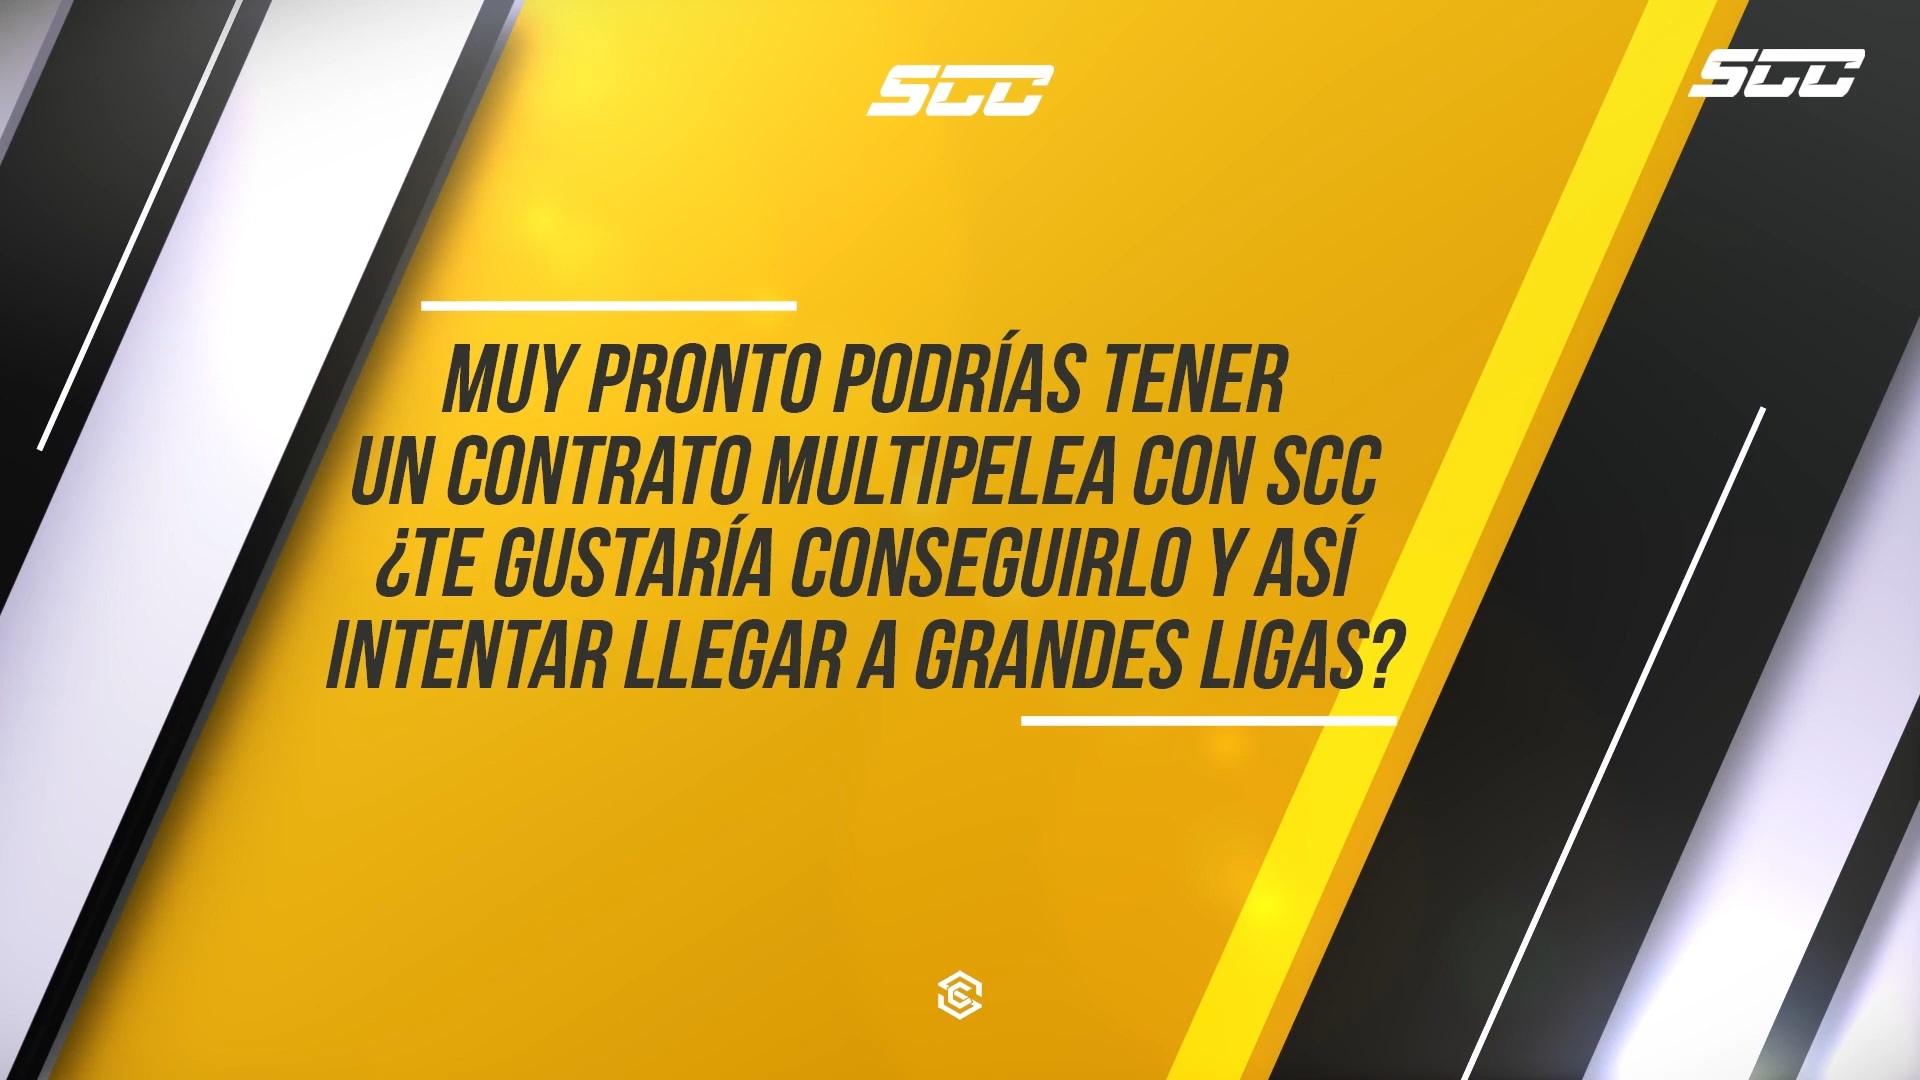 SCC
SCC
MUY PRONTO PODRÍAS TENER
UN CONTRATO MULTIPELEA CON SCC
¿TE GUSTARÍA CONSEGUIRLO Y ASÍ
INTENTAR LLEGAR A GRANDES LIGAS?